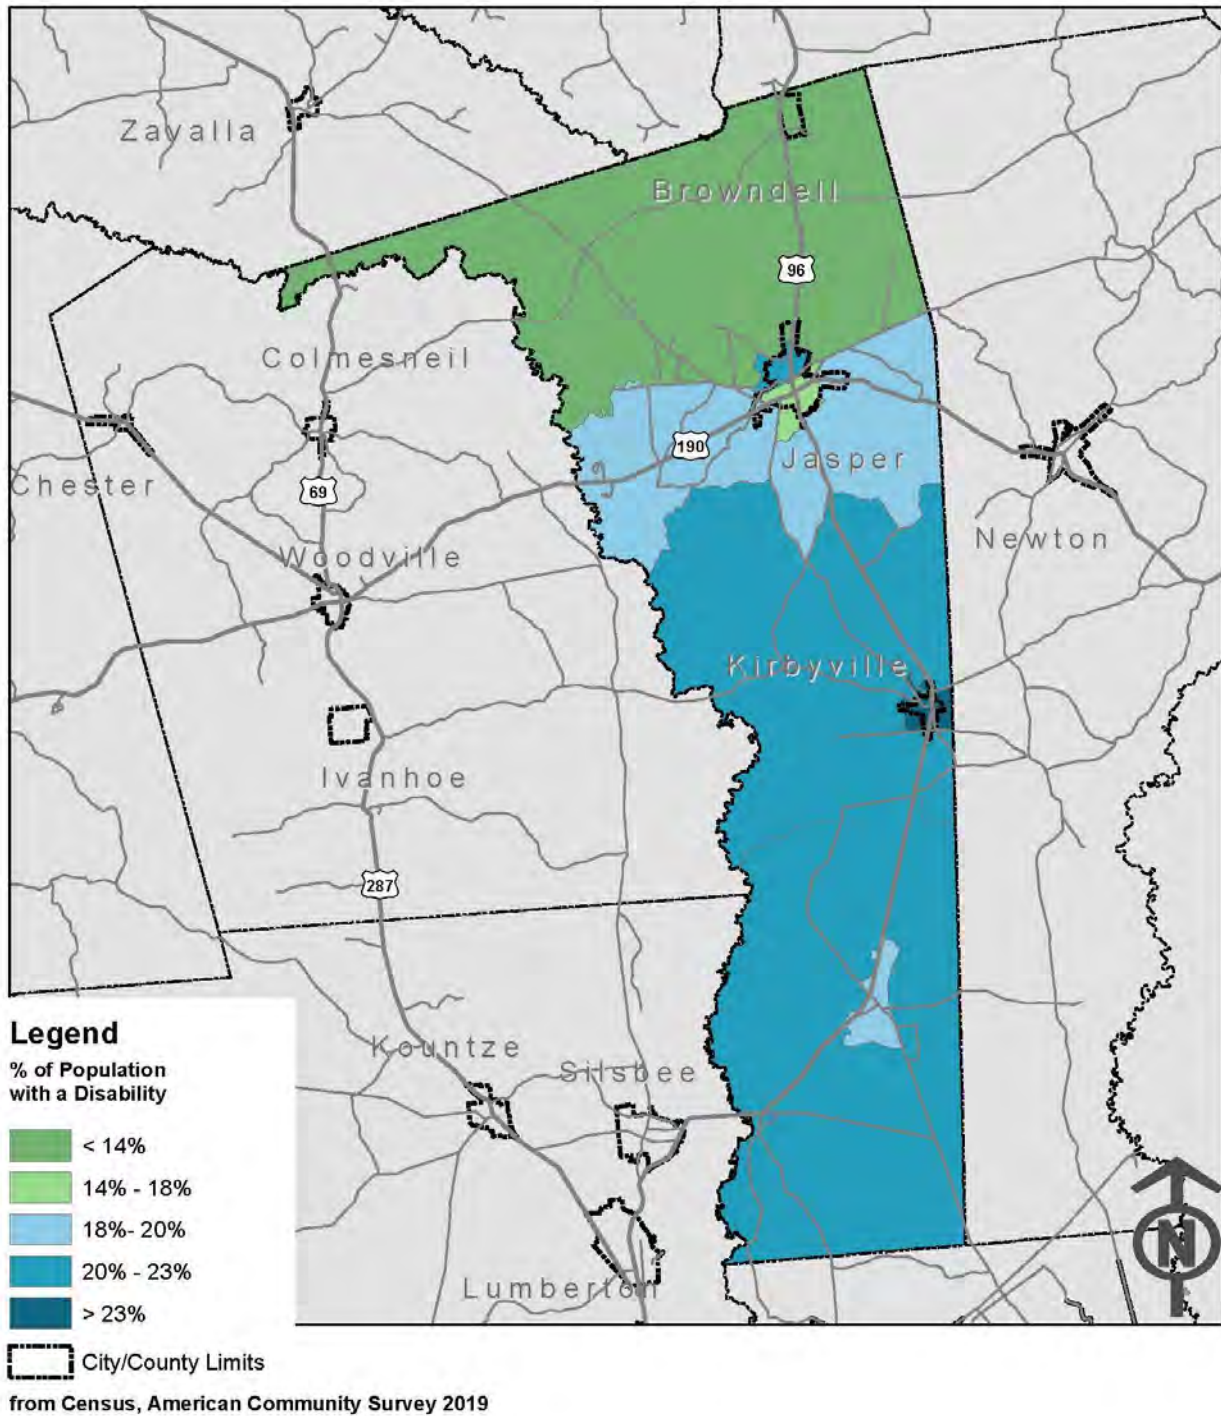 Zavalla
Browndell
96
Colmesneil
190
Jasper
Chester
69
Newton
Woodville
Kirbyville
Ivanhoe
287
Legend
% of Population
with a Disability
< 14%
14% - 18%
18%- 20%
20% - 23%
> 23%
City/County Limits
Kountze
Silsbee
Lumberton
N
from Census, American Community Survey 2019